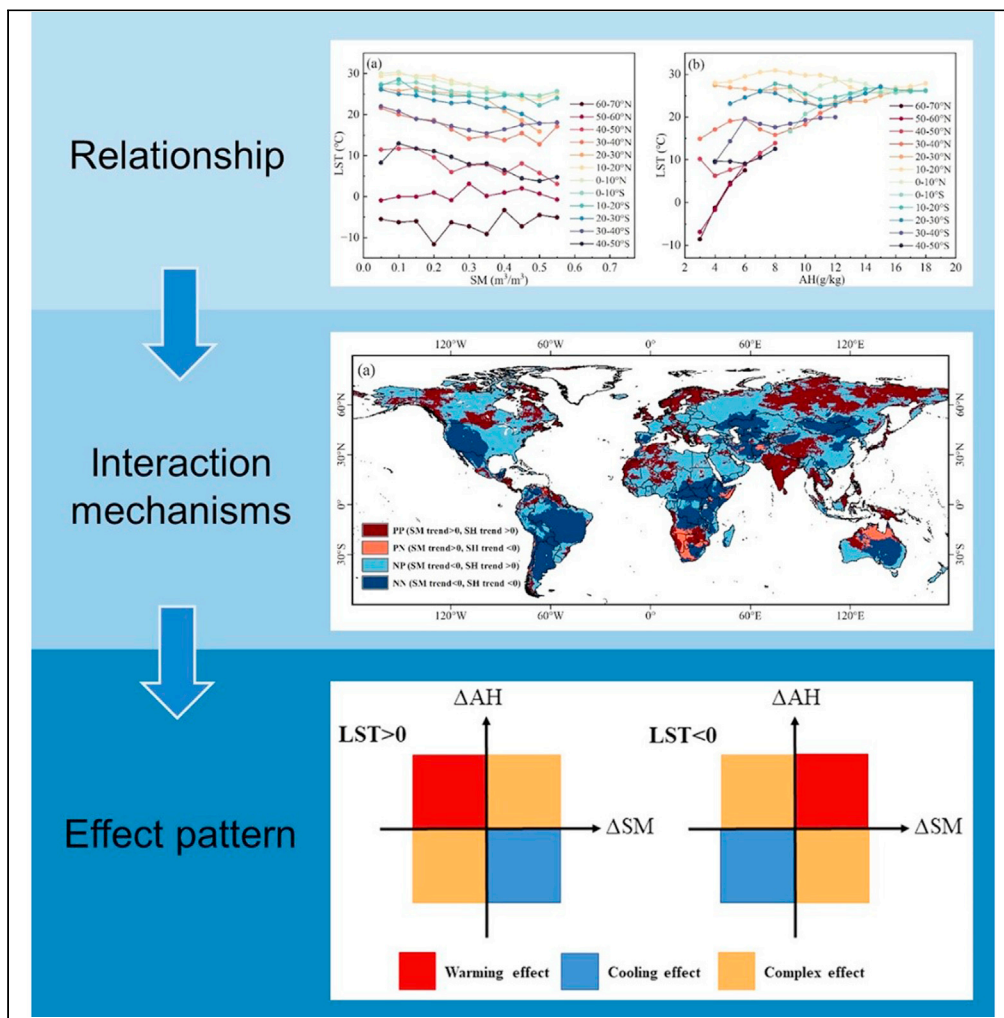 Relationship
(a)
LST (°C)
30
20
10
0
−10
0.0 0.1 0.2 0.3 0.4 0.5 0.6 0.7
SM (m³/m³)
60-70°N
50-60°N
40-50°N
30-40°N
20-30°N
10-20°N
0-10°N
0-10°S
10-20°S
20-30°S
30-40°S
40-50°S
(b)
LST (°C)
30
20
10
0
−10
2 4 6 8 10 12 14 16 18 20
AH(g/kg)
60-70°N
50-60°N
40-50°N
30-40°N
20-30°N
10-20°N
0-10°N
0-10°S
10-20°S
20-30°S
30-40°S
40-50°S
Interaction
mechanisms
120°W 60°W 0° 60°E 120°E
(a)
60°N
30°N
0°
30°S
60°N
30°N
0°
30°S
PP (SM trend>0, SH trend >0)
PN (SM trend>0, SH trend <0)
NP (SM trend<0, SH trend >0)
NN (SM trend<0, SH trend <0)
120°W 60°W 0° 60°E 120°E
Effect pattern
LST>0
ΔAH
ΔSM
LST<0
ΔAH
ΔSM
Warming effect
Cooling effect
Complex effect